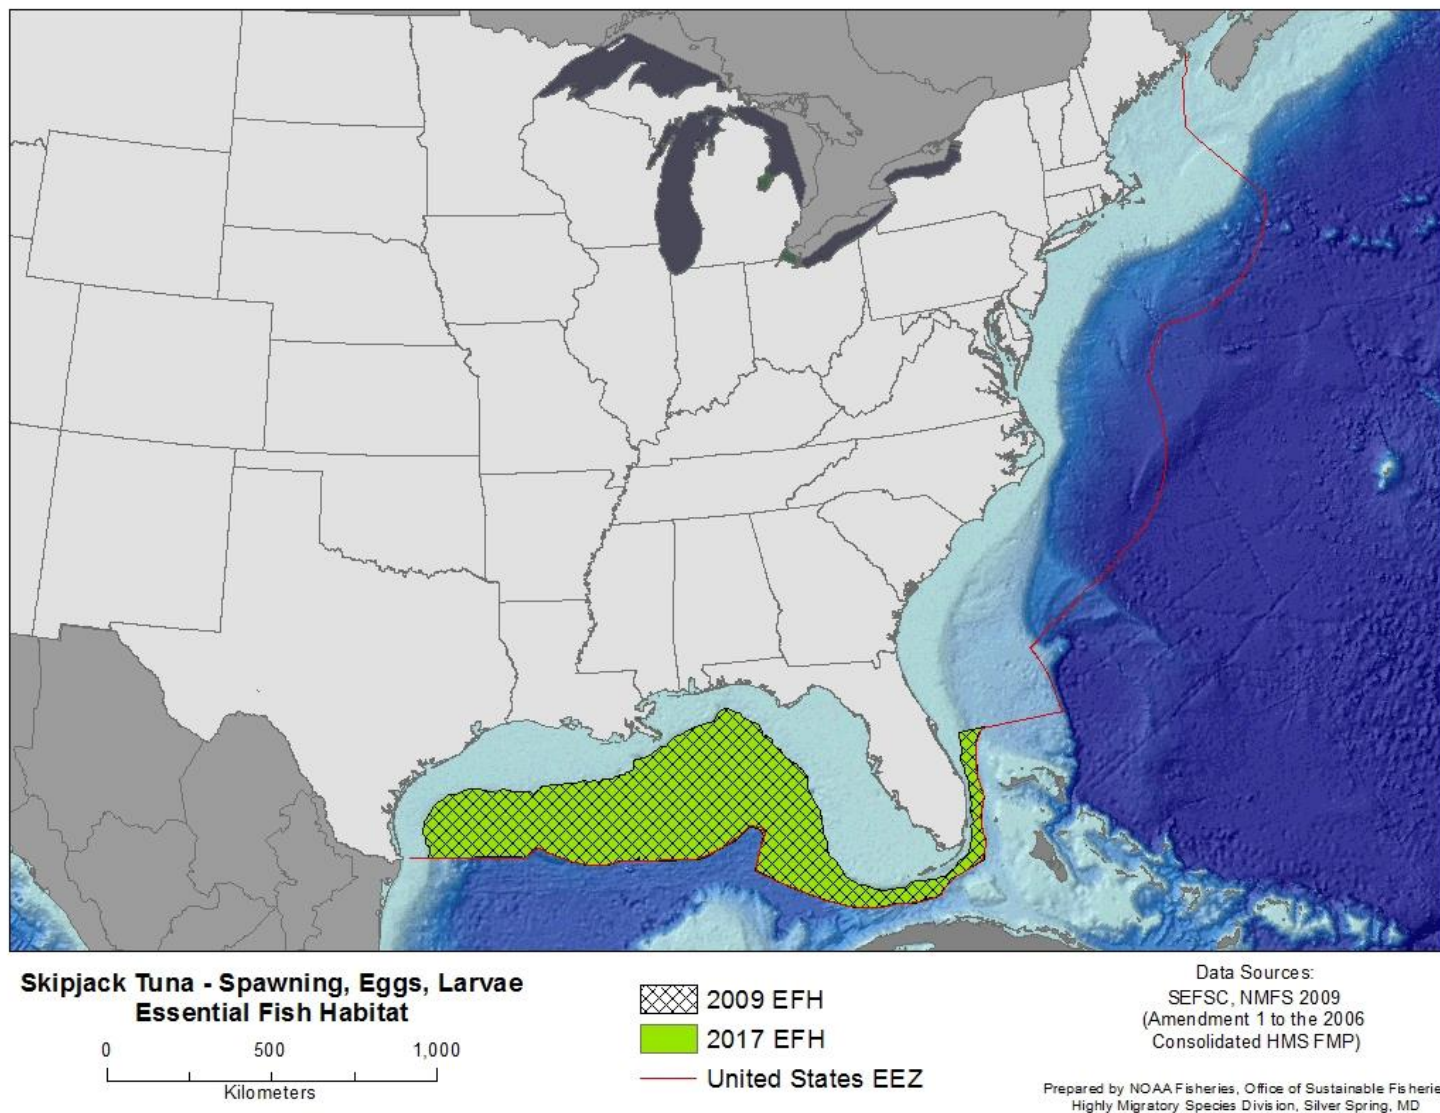 Skipjack Tuna - Spawning, Eggs, Larvae
Essential Fish Habitat
0 500 1,000
Kilometers
2009 EFH
2017 EFH
United States EEZ
Data Sources:
SEFSC, NMFS 2009
(Amendment 1 to the 2006
Consolidated HMS FMP)
Prepared by NOAA Fisheries, Office of Sustainable Fisherie
Highly Migratory Species Division, Silver Spring, MD